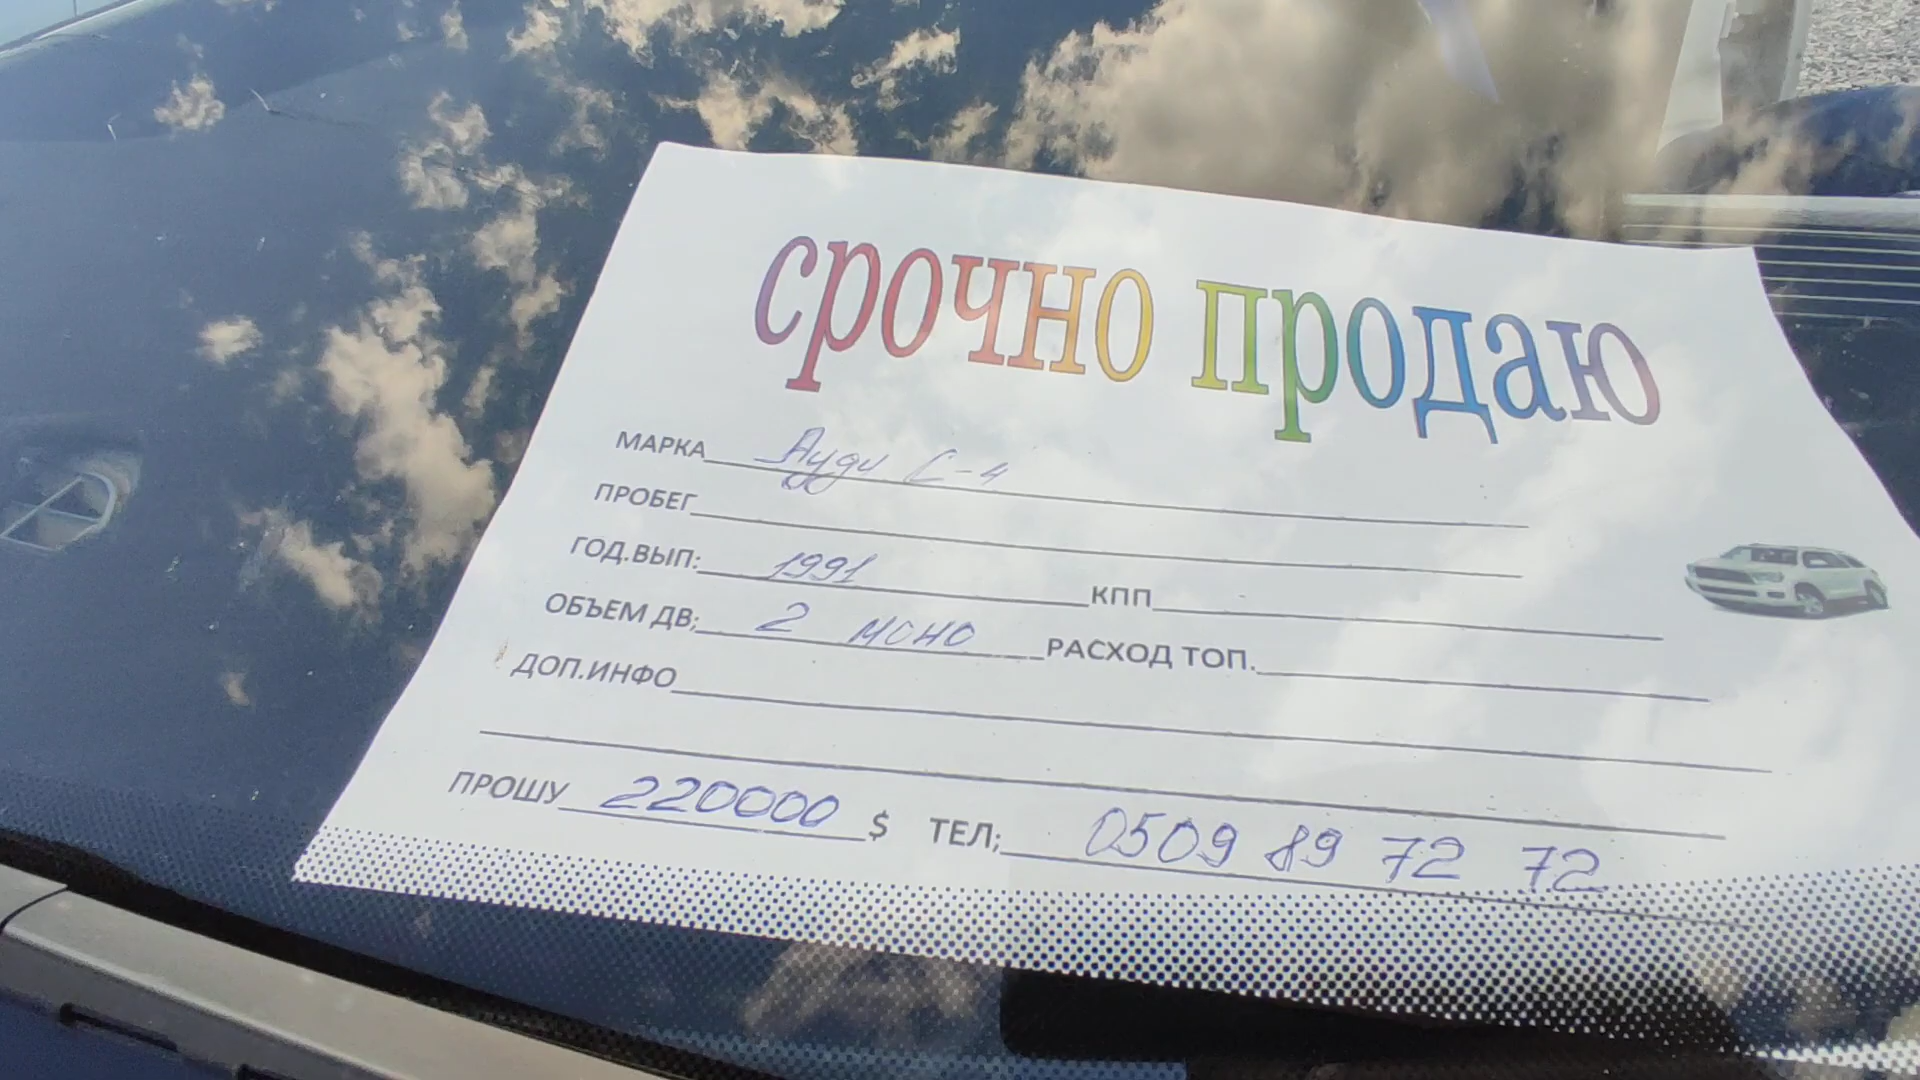 срочно продаю
МАРКА Ауди С-4
ПРОБЕГ
ГОД.ВЫП: 1991 КПП
ОБЪЕМ ДВ; 2 моно РАСХОД ТОП.
ДОП.ИНФО
ПРОШУ 220000 $ ТЕЛ; 0509 89 72 72